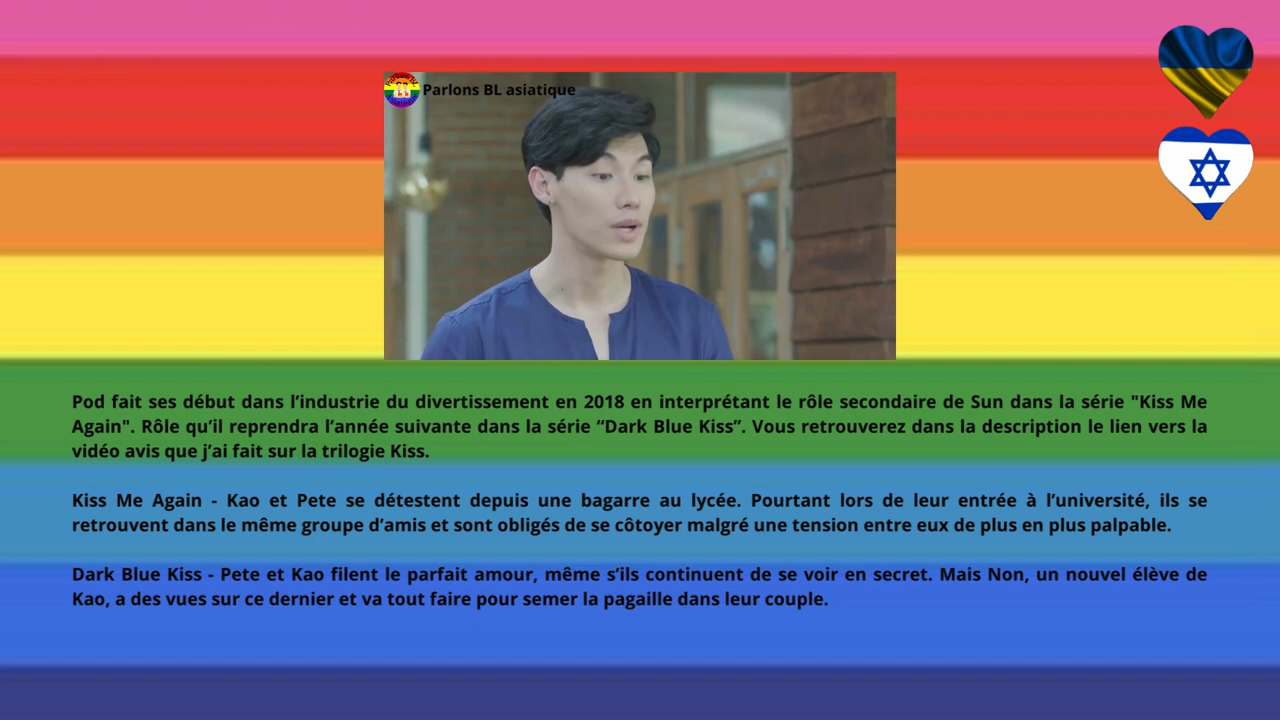 Parlons BL asiatique
Pod fait ses début dans l’industrie du divertissement en 2018 en interprétant le rôle secondaire de Sun dans la série "Kiss Me
Again". Rôle qu’il reprendra l’année suivante dans la série “Dark Blue Kiss”. Vous retrouverez dans la description le lien vers la
vidéo avis que j’ai fait sur la trilogie Kiss.
Kiss Me Again - Kao et Pete se détestent depuis une bagarre au lycée. Pourtant lors de leur entrée à l’université, ils se
retrouvent dans le même groupe d’amis et sont obligés de se côtoyer malgré une tension entre eux de plus en plus palpable.
Dark Blue Kiss - Pete et Kao filent le parfait amour, même s’ils continuent de se voir en secret. Mais Non, un nouvel élève de
Kao, a des vues sur ce dernier et va tout faire pour semer la pagaille dans leur couple.